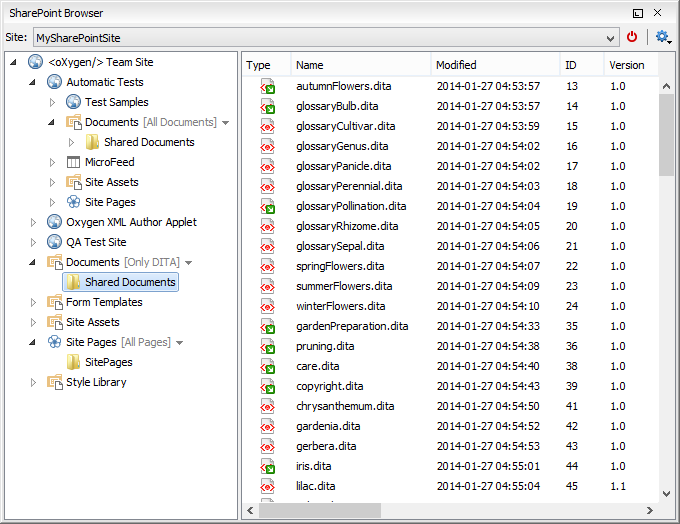 SharePoint Browser
Site: MySharePointSite
<oXygen/> Team Site
Automatic Tests
Test Samples
Documents [All Documents]
Shared Documents
MicroFeed
Site Assets
Site Pages
Oxygen XML Author Applet
QA Test Site
Documents [Only DITA]
Shared Documents
Form Templates
Site Assets
Site Pages [All Pages]
SitePages
Style Library
Type Name Modified ID Version
autumnFlowers.dita 2014-01-27 04:53:57 13 1.0
glossaryBulb.dita 2014-01-27 04:53:57 14 1.0
glossaryCultivar.dita 2014-01-27 04:53:59 15 1.0
glossaryGenus.dita 2014-01-27 04:54:02 16 1.0
glossaryPanicle.dita 2014-01-27 04:54:02 17 1.0
glossaryPerennial.dita 2014-01-27 04:54:03 18 1.0
glossaryPollination.dita 2014-01-27 04:54:04 19 1.0
glossaryRhizome.dita 2014-01-27 04:54:05 20 1.0
glossarySepal.dita 2014-01-27 04:54:06 21 1.0
springFlowers.dita 2014-01-27 04:54:07 22 1.0
summerFlowers.dita 2014-01-27 04:54:09 23 1.0
winterFlowers.dita 2014-01-27 04:54:10 24 1.0
gardenPreparation.dita 2014-01-27 04:54:33 35 1.0
pruning.dita 2014-01-27 04:54:38 36 1.0
care.dita 2014-01-27 04:54:40 38 1.0
copyright.dita 2014-01-27 04:54:43 39 1.0
chrysanthemum.dita 2014-01-27 04:54:50 41 1.0
gardenia.dita 2014-01-27 04:54:52 42 1.0
gerbera.dita 2014-01-27 04:54:53 43 1.0
iris.dita 2014-01-27 04:55:01 44 1.0
lilac.dita 2014-01-27 04:55:04 45 1.1